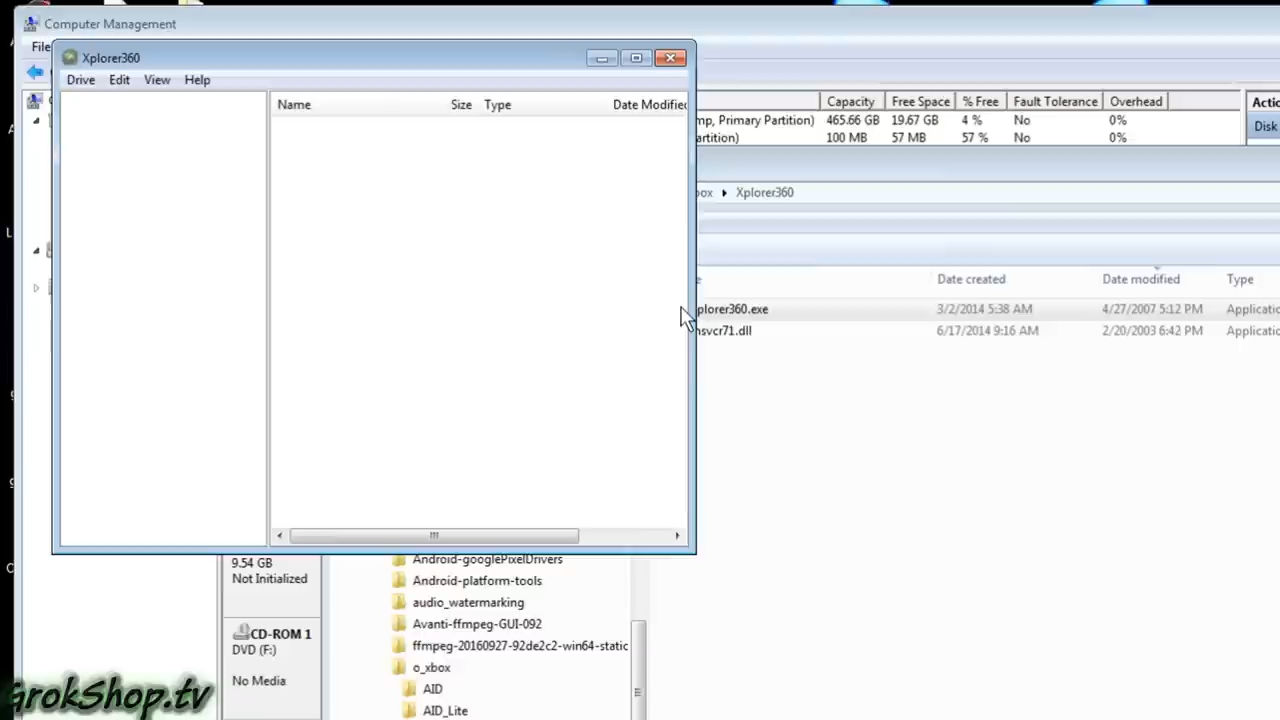 Computer Management
File
Xplorer360
Drive Edit View Help
Name Size Type Date Modified
Capacity Free Space % Free Fault Tolerance Overhead
mp, Primary Partition) 465.66 GB 19.67 GB 4 % No 0%
artition) 100 MB 57 MB 57 % No 0%
Actio
Disk
box Xplorer360
e Date created Date modified Type
plorer360.exe 3/2/2014 5:38 AM 4/27/2007 5:12 PM Applicatio
nsvcr71.dll 6/17/2014 9:16 AM 2/20/2003 6:42 PM Applicatio
9.54 GB
Not Initialized
CD-ROM 1
DVD (F:)
No Media
Android-googlePixelDrivers
Android-platform-tools
audio_watermarking
Avanti-ffmpeg-GUI-092
ffmpeg-20160927-92de2c2-win64-static
o_xbox
AID
AID_Lite
GrokShop.tv